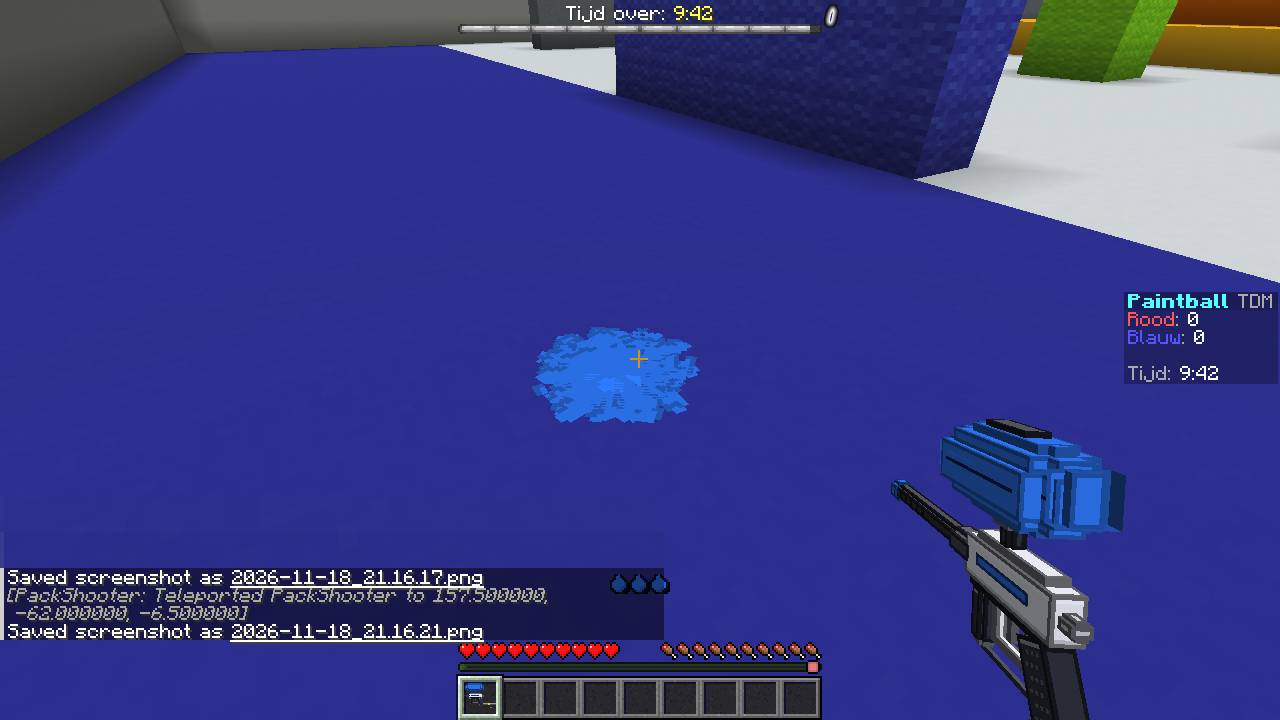 Tijd over: 9:42
Paintball TDM
Rood: 0
Blauw: 0
Tijd: 9:42
Saved screenshot as 2026-11-18_21.16.17.png
[PackShooter: Teleported PackShooter to 157.500000,
-62.000000, -6.500000]
Saved screenshot as 2026-11-18_21.16.21.png